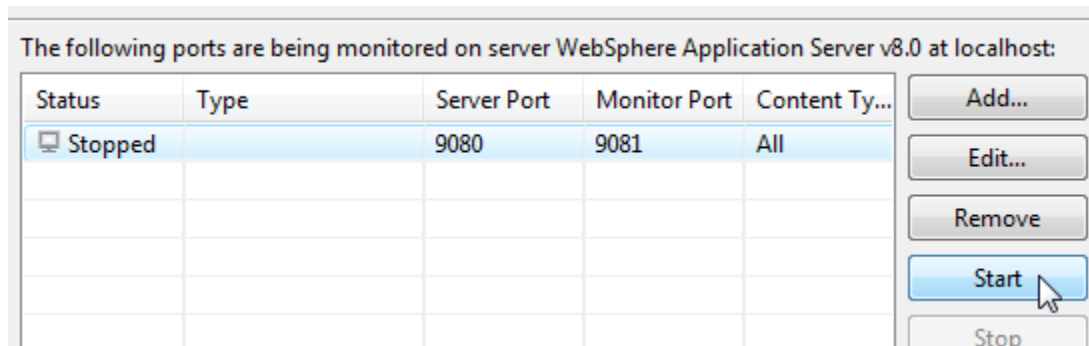 The following ports are being monitored on server WebSphere Application Server v8.0 at localhost:
Status Type Server Port Monitor Port Content Ty... Add...
Stopped 9080 9081 All Edit...
Remove
Start
Stop